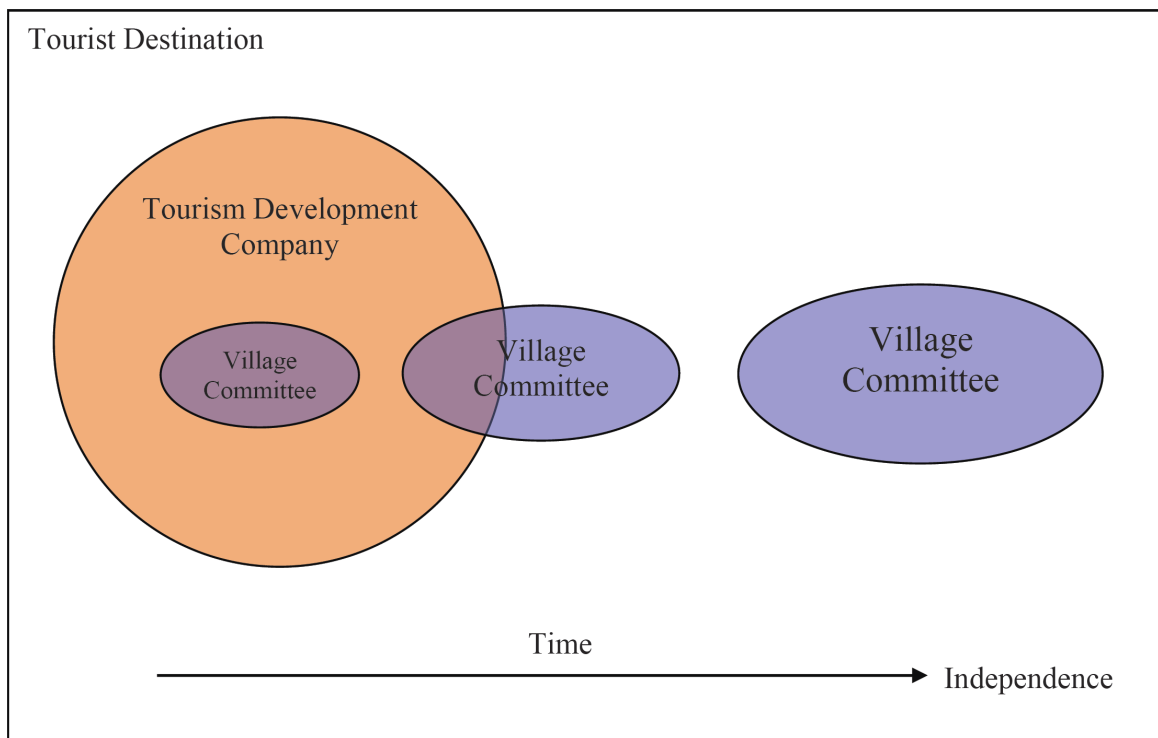 Tourist Destination
Tourism Development
Company
Village
Committee
Village
Committee
Village
Committee
Time
Independence